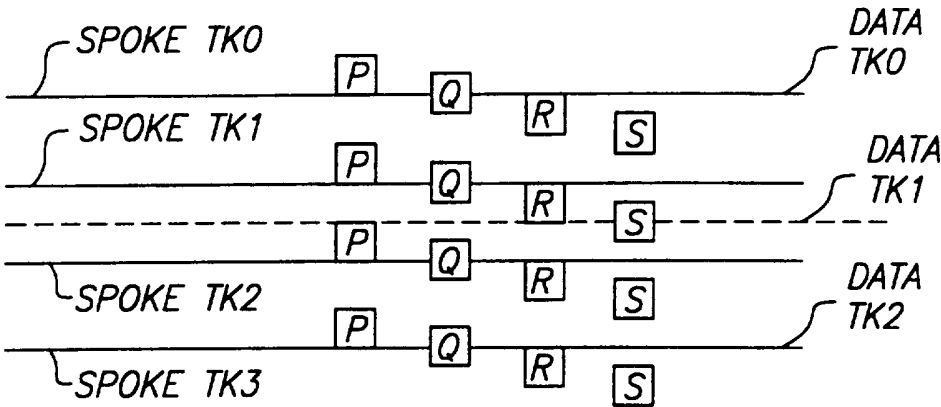 SPOKE TK0
DATA
TK0
P
Q
R
S
SPOKE TK1
DATA
TK1
P
Q
R
S
P
Q
R
S
SPOKE TK2
DATA
TK2
P
Q
R
S
SPOKE TK3